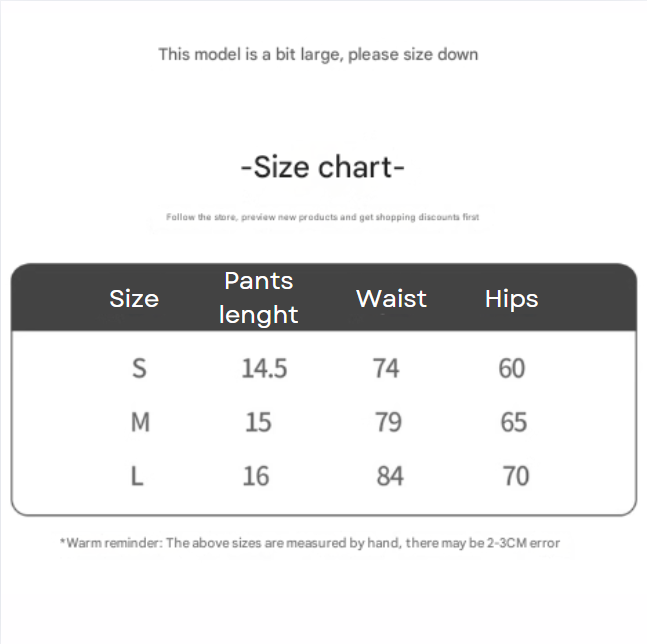 This model is a bit large, please size down
-Size chart-
Follow the store, preview new products and get shopping discounts first
Size Pants lenght Waist Hips
S 14.5 74 60
M 15 79 65
L 16 84 70
*Warm reminder: The above sizes are measured by hand, there may be 2-3CM error